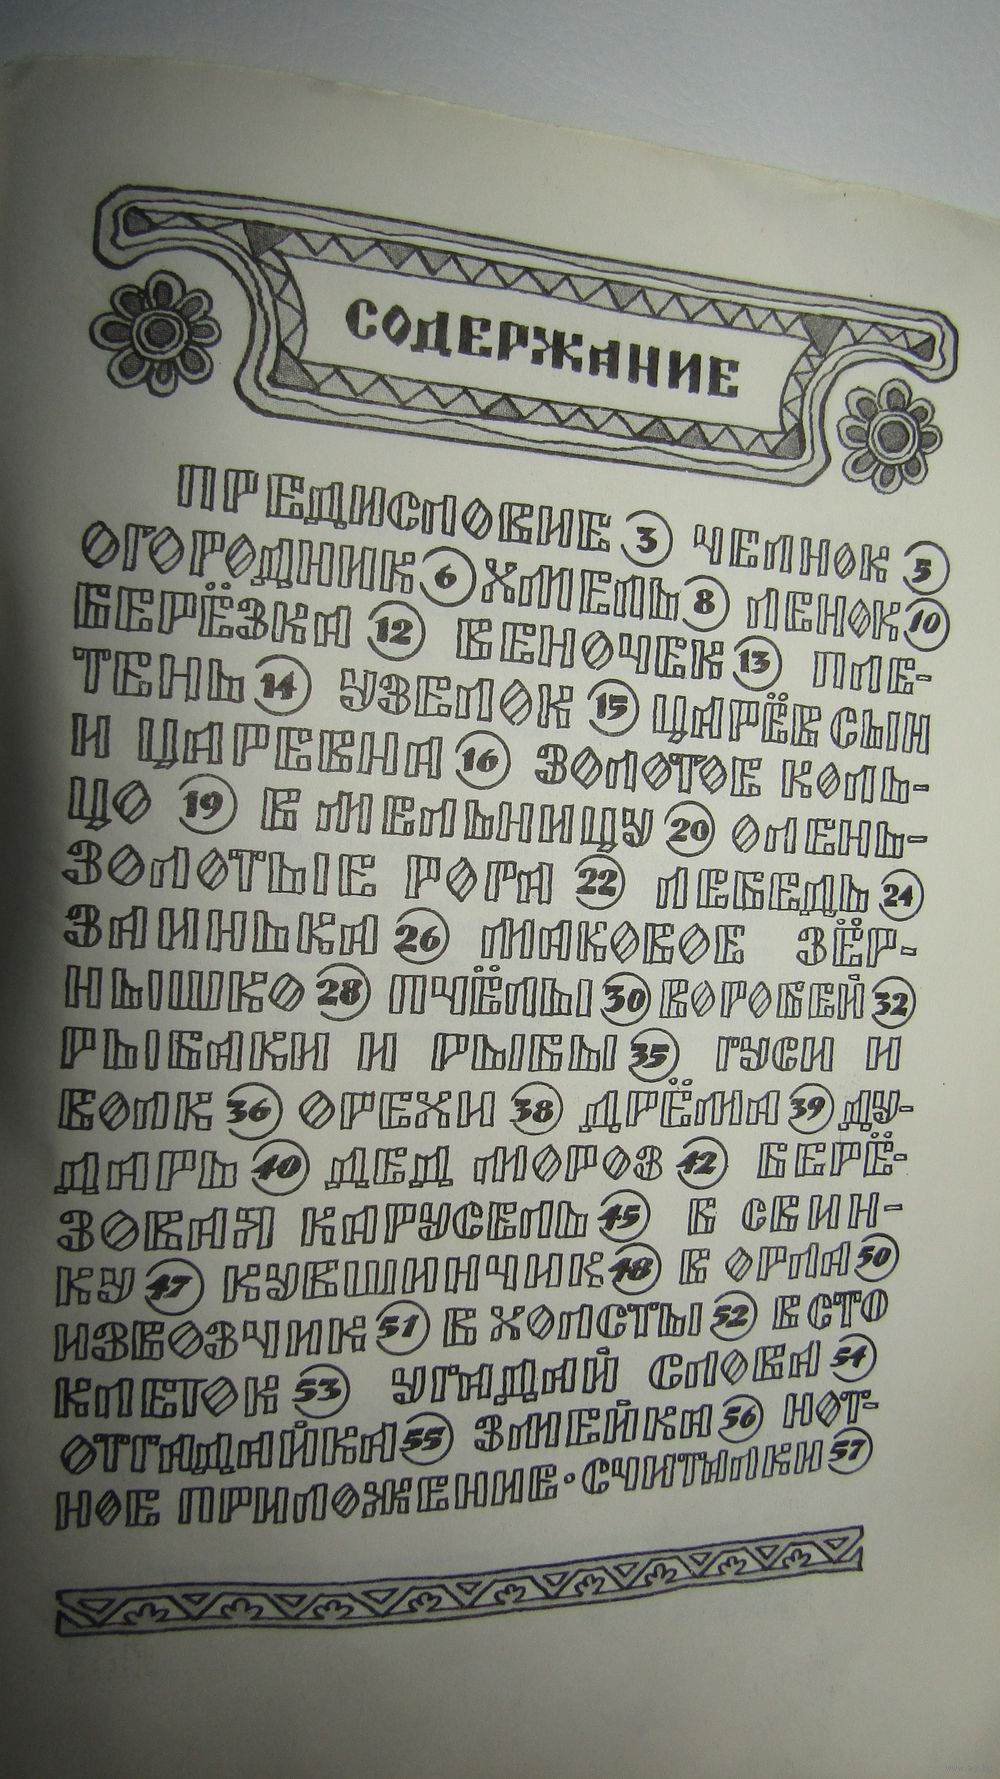 СОДЕРЖАНИЕ
ПРЕДИСЛОВИЕ 3 ЧЕЛНОК 5
ОГОРОДНИК 6 ХМЕЛЬ 8 ЛЕНОК 10
БЕРЁЗКА 12 ВЕНОЧЕК 13 ПЛЕ-
ТЕНЬ 14 УЗЕЛОК 15 ЦАРЁВ СЫН
И ЦАРЕВНА 16 ЗОЛОТОЕ КОЛЬ-
ЦО 19 В МЕЛЬНИЦУ 20 ОЛЕНЬ-
ЗОЛОТЫЕ РОГА 22 ЛЕБЕДЬ 24
ЗАИНЬКА 26 МАКОВОЕ ЗЁР-
НЫШКО 28 ПЧЁЛЫ 30 ВОРОБЕЙ 32
РЫБАКИ И РЫБЫ 35 ГУСИ И
ВОЛК 36 ОРЕХИ 38 ДРЁМА 39 ДУ-
ДАРЬ 40 ДЕД МОРОЗ 42 БЕРЁ-
ЗОВАЯ КАРУСЕЛЬ 45 В СВИН-
КУ 47 КУВШИНЧИК 48 В ОРЛА 50
ИЗВОЗЧИК 51 В ХОЛСТЫ 52 В СТО
КЛЕТОК 53 УГАДАЙ СЛОВА 54
ОТГАДАЙКА 55 ЗМЕЙКА 56 НОТ-
НОЕ ПРИЛОЖЕНИЕ·СЧИТАЛКИ 57